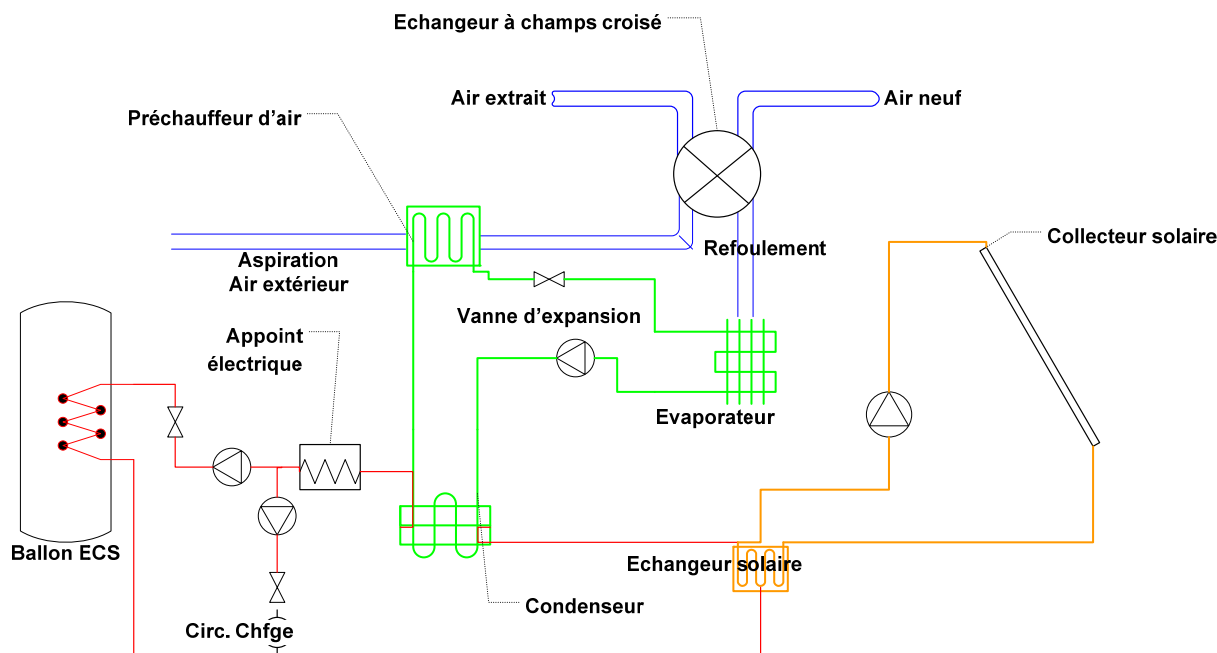 Echangeur à champs croisé
Air extrait
Air neuf
Préchauffeur d’air
Collecteur solaire
Refoulement
Aspiration
Air extérieur
Vanne d’expansion
Appoint
électrique
Evaporateur
Ballon ECS
Echangeur solaire
Condenseur
Circ. Chfge